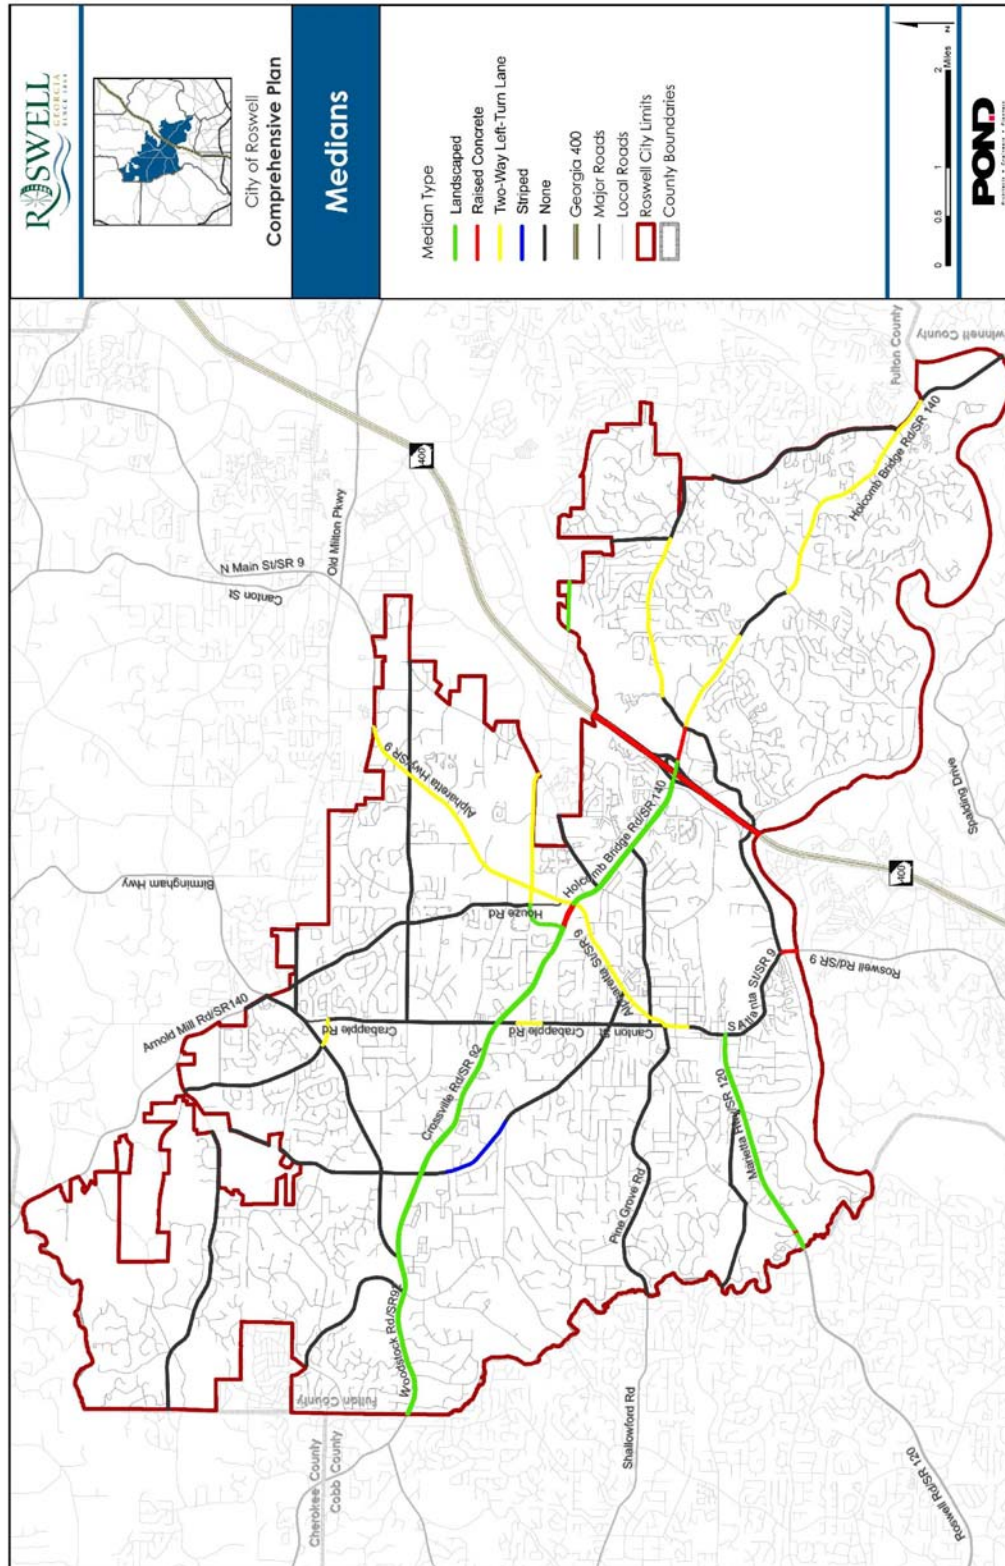 ROSWELL
GEORGIA
SINCE 1854
City of Roswell
Comprehensive Plan
Medians
Median Type
Landscaped
Raised Concrete
Two-Way Left-Turn Lane
Striped
None
Georgia 400
Major Roads
Local Roads
Roswell City Limits
County Boundaries
0 0.5 1 2
Miles
N
POND
Old Milton Pkwy
N Main St/SR 9
Canton St
400
Fulton County
winnett County
Birmingham Hwy
Alpharetta Hwy/SR 9
Holcomb Bridge Rd/SR 140
Arnold Mill Rd/SR140
Houze Rd
Holcomb Bridge Rd/SR 140
Crabapple Rd
Crabapple Rd
Alpharetta St/SR 9
Canton St
Crossville Rd/SR 92
S Atlanta St/SR 9
Roswell Rd/SR 9
Spalding Drive
400
Marietta Hwy/SR 120
Pine Grove Rd
Woodstock Rd/SR92
Fulton County
Cherokee County
Cobb County
Shallowford Rd
Roswell Rd/SR 120